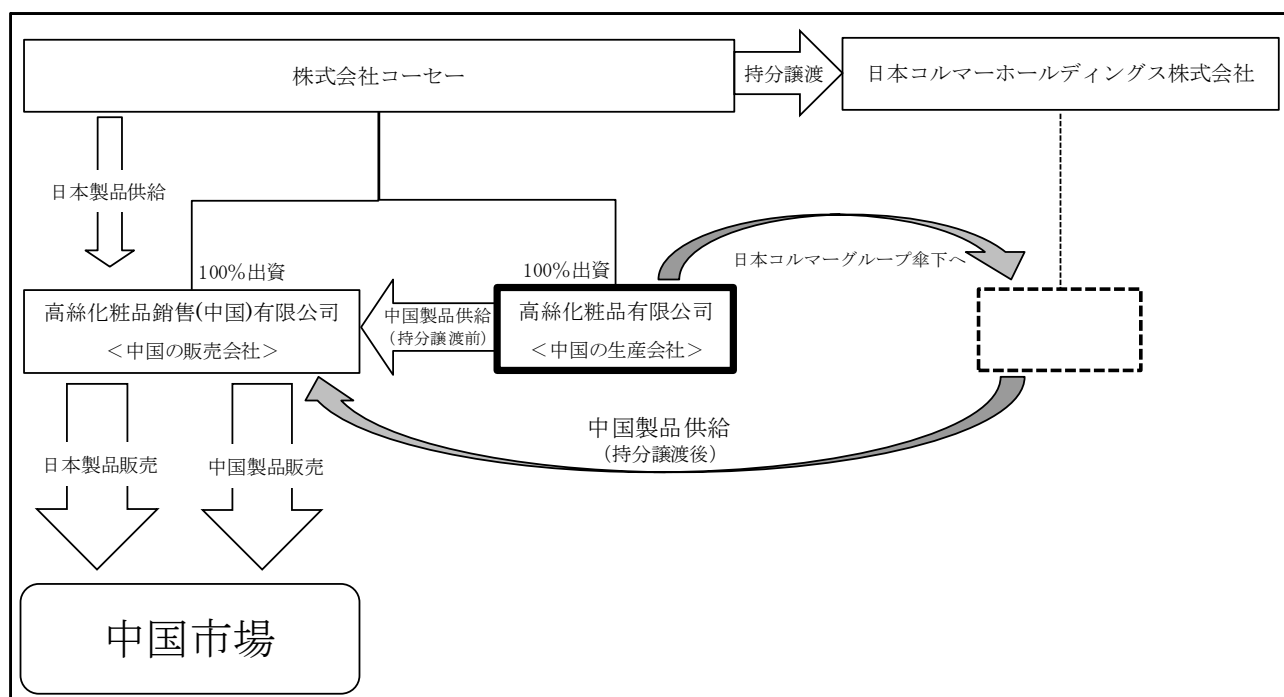 株式会社コーセー
持分譲渡
日本コルマーホールディングス株式会社
日本製品供給
100%出資
100%出資
日本コルマーグループ傘下へ
高絲化粧品銷售(中国)有限公司
＜中国の販売会社＞
中国製品供給
(持分譲渡前)
高絲化粧品有限公司
＜中国の生産会社＞
中国製品供給
(持分譲渡後)
日本製品販売
中国製品販売
中国市場